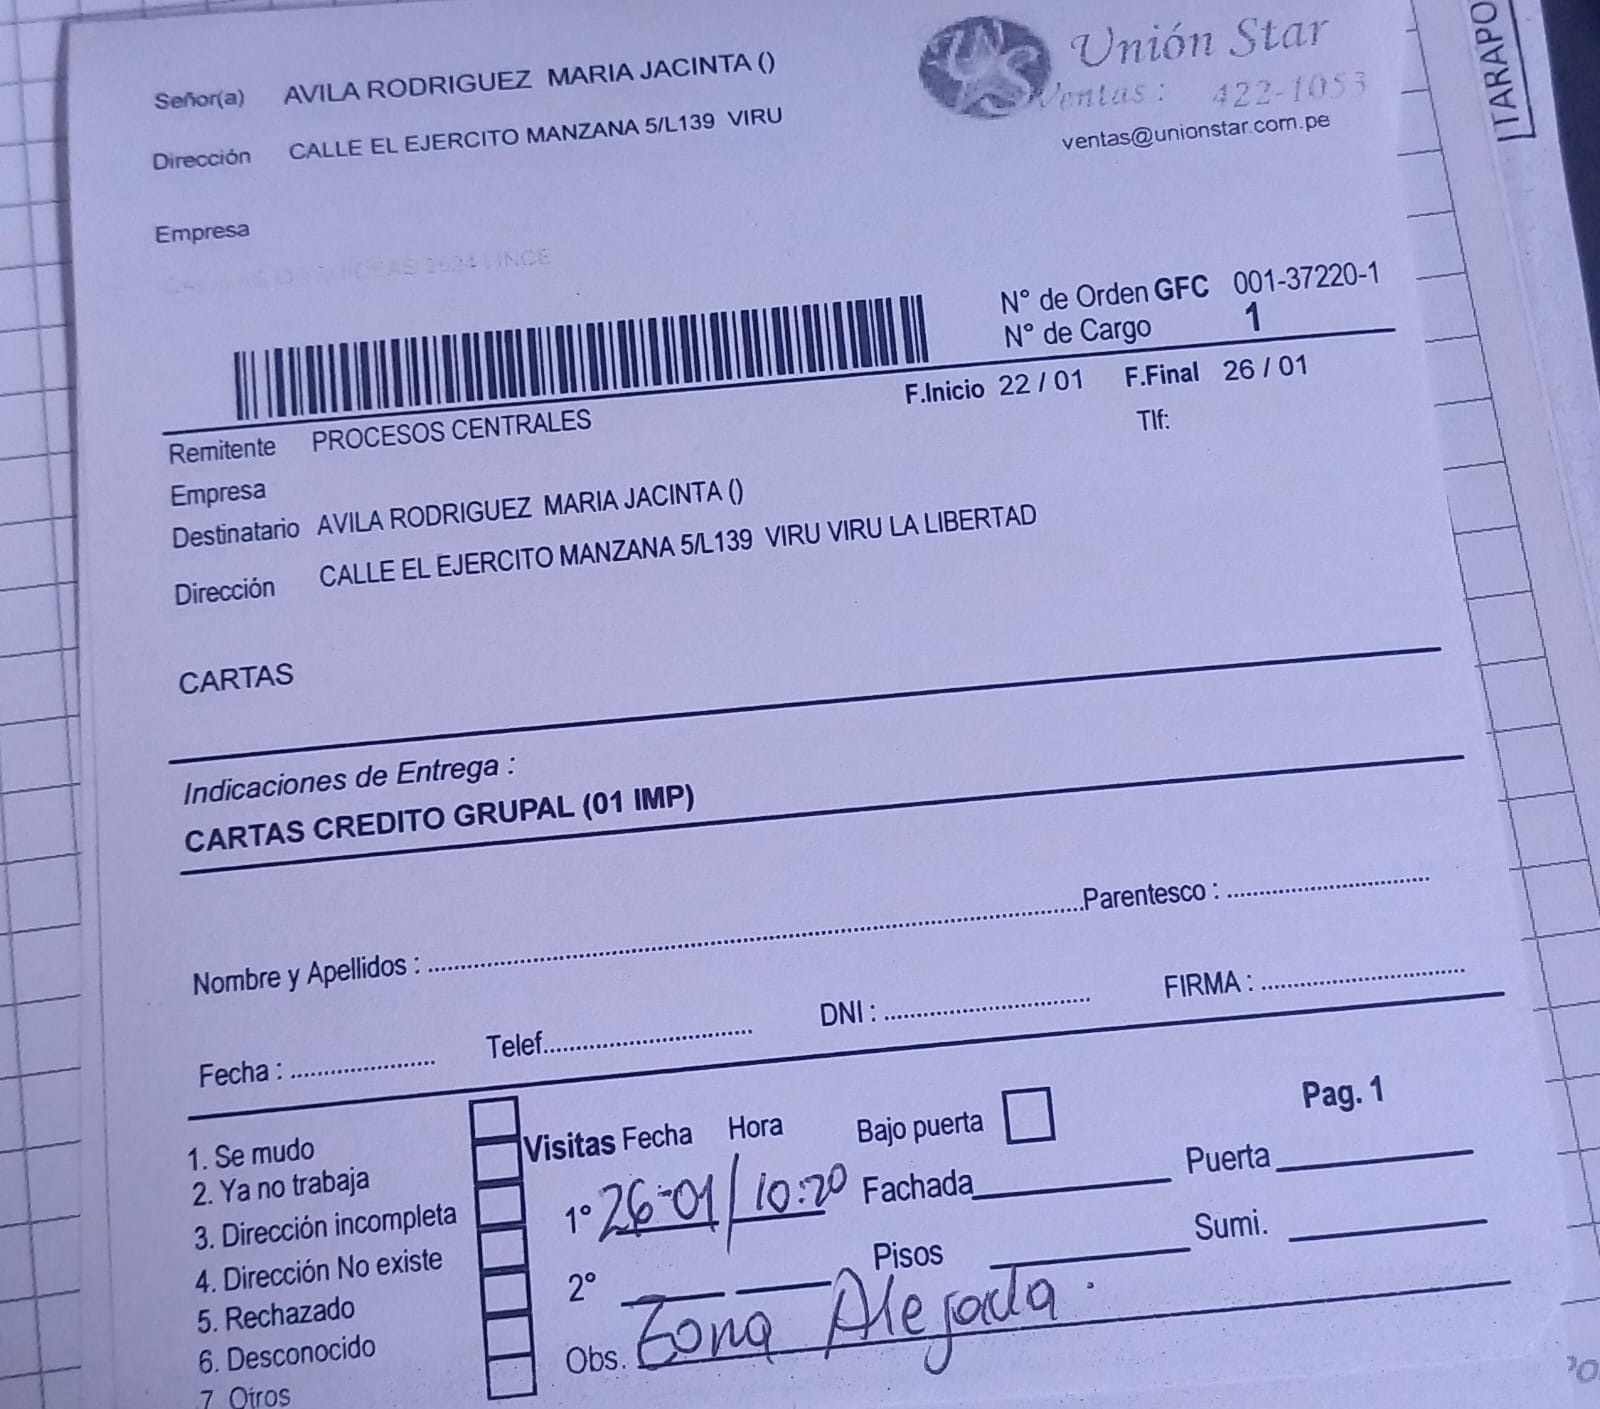 Señor(a) AVILA RODRIGUEZ MARIA JACINTA ()
Dirección CALLE EL EJERCITO MANZANA 5/L139 VIRU
Unión Star
Ventas : 422-1053
ventas@unionstar.com.pe
TARAPO
Empresa
2624 LINCE
N° de Orden GFC 001-37220-1
N° de Cargo 1
F.Inicio 22 / 01 F.Final 26 / 01
Remitente PROCESOS CENTRALES
Tlf:
Empresa
Destinatario AVILA RODRIGUEZ MARIA JACINTA ()
Dirección CALLE EL EJERCITO MANZANA 5/L139 VIRU VIRU LA LIBERTAD
CARTAS
Indicaciones de Entrega :
CARTAS CREDITO GRUPAL (01 IMP)
Nombre y Apellidos : ........................Parentesco : ........................
Fecha : ........................ Telef........................ DNI : ........................ FIRMA : ........................
Pag. 1
1. Se mudo
2. Ya no trabaja
3. Dirección incompleta
4. Dirección No existe
5. Rechazado
6. Desconocido
7 Otros
Visitas Fecha Hora Bajo puerta
1° 26-01 / 10:20 Fachada Puerta
2° Pisos Sumi.
Obs. Zona Alejada.